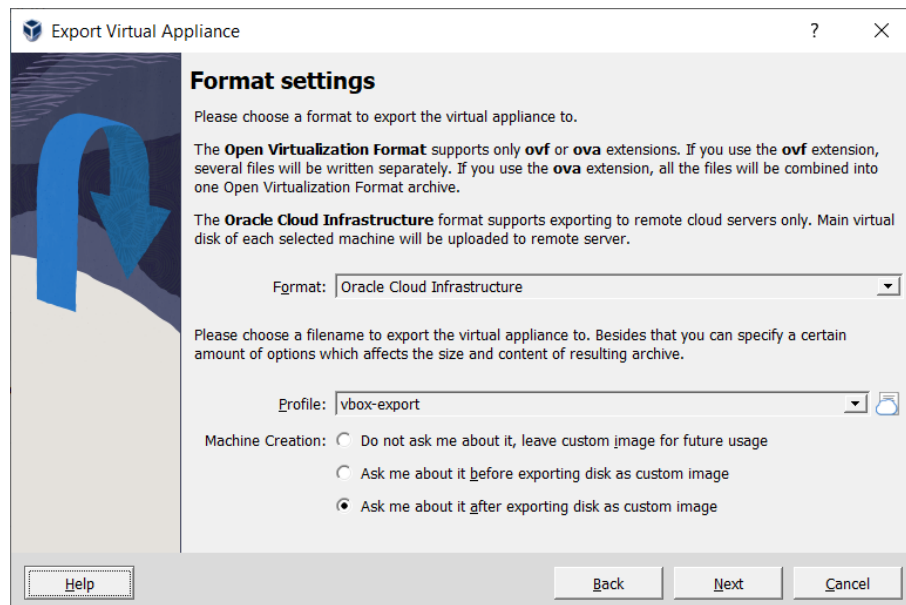 Export Virtual Appliance
?
Format settings
Please choose a format to export the virtual appliance to.
The Open Virtualization Format supports only ovf or ova extensions. If you use the ovf extension,
several files will be written separately. If you use the ova extension, all the files will be combined into
one Open Virtualization Format archive.
The Oracle Cloud Infrastructure format supports exporting to remote cloud servers only. Main virtual
disk of each selected machine will be uploaded to remote server.
Format: Oracle Cloud Infrastructure
Please choose a filename to export the virtual appliance to. Besides that you can specify a certain
amount of options which affects the size and content of resulting archive.
Profile: vbox-export
Machine Creation: Do not ask me about it, leave custom image for future usage
Ask me about it before exporting disk as custom image
Ask me about it after exporting disk as custom image
Help Back Next Cancel